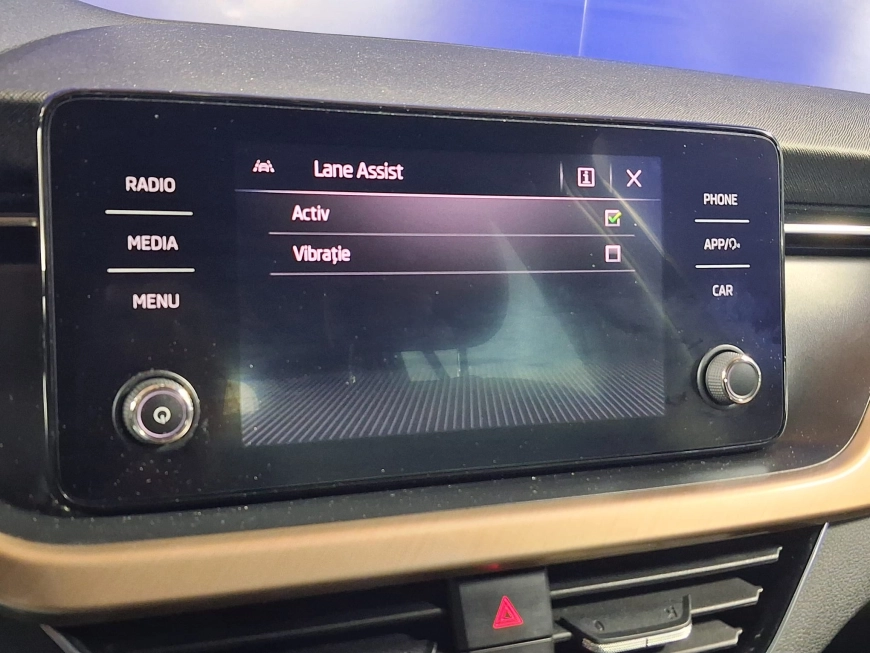 Lane Assist
RADIO
Activ
PHONE
MEDIA
Vibrație
APP/
MENU
CAR